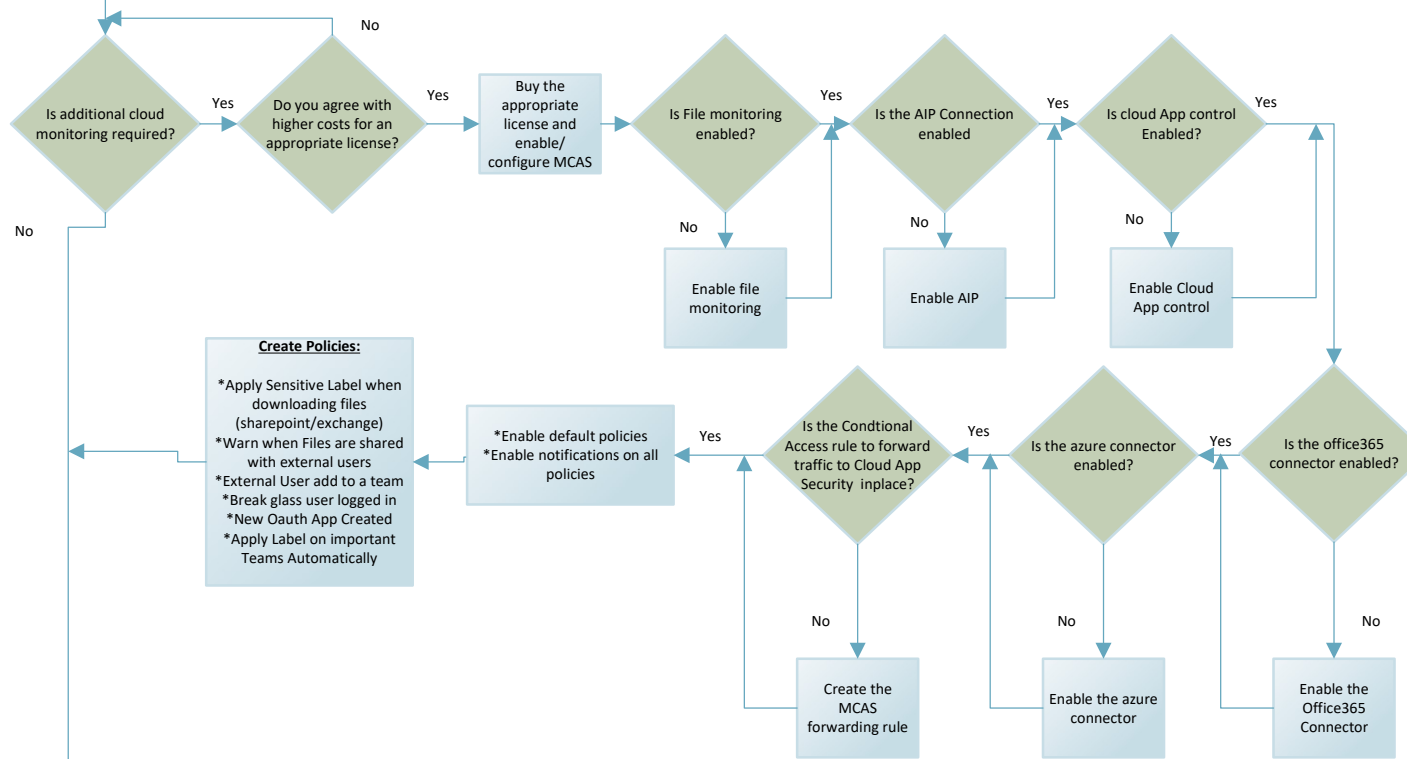 No
Is additional cloud
monitoring required?
Yes
Do you agree with
higher costs for an
appropriate license?
Yes
Buy the
appropriate
license and
enable/
configure MCAS
Is File monitoring
enabled?
Yes
Is the AIP Connection
enabled
Yes
Is cloud App control
Enabled?
Yes
No
No
No
No
Enable file
monitoring
Enable AIP
Enable Cloud
App control
Create Policies:
*Apply Sensitive Label when
downloading files
(sharepoint/exchange)
*Warn when Files are shared
with external users
*External User add to a team
*Break glass user logged in
*New Oauth App Created
*Apply Label on important
Teams Automatically
*Enable default policies
*Enable notifications on all
policies
Yes
Is the Condtional
Access rule to forward
traffic to Cloud App
Security inplace?
Yes
Is the azure connector
enabled?
Yes
Is the office365
connector enabled?
No
No
No
Create the
MCAS
forwarding rule
Enable the azure
connector
Enable the
Office365
Connector